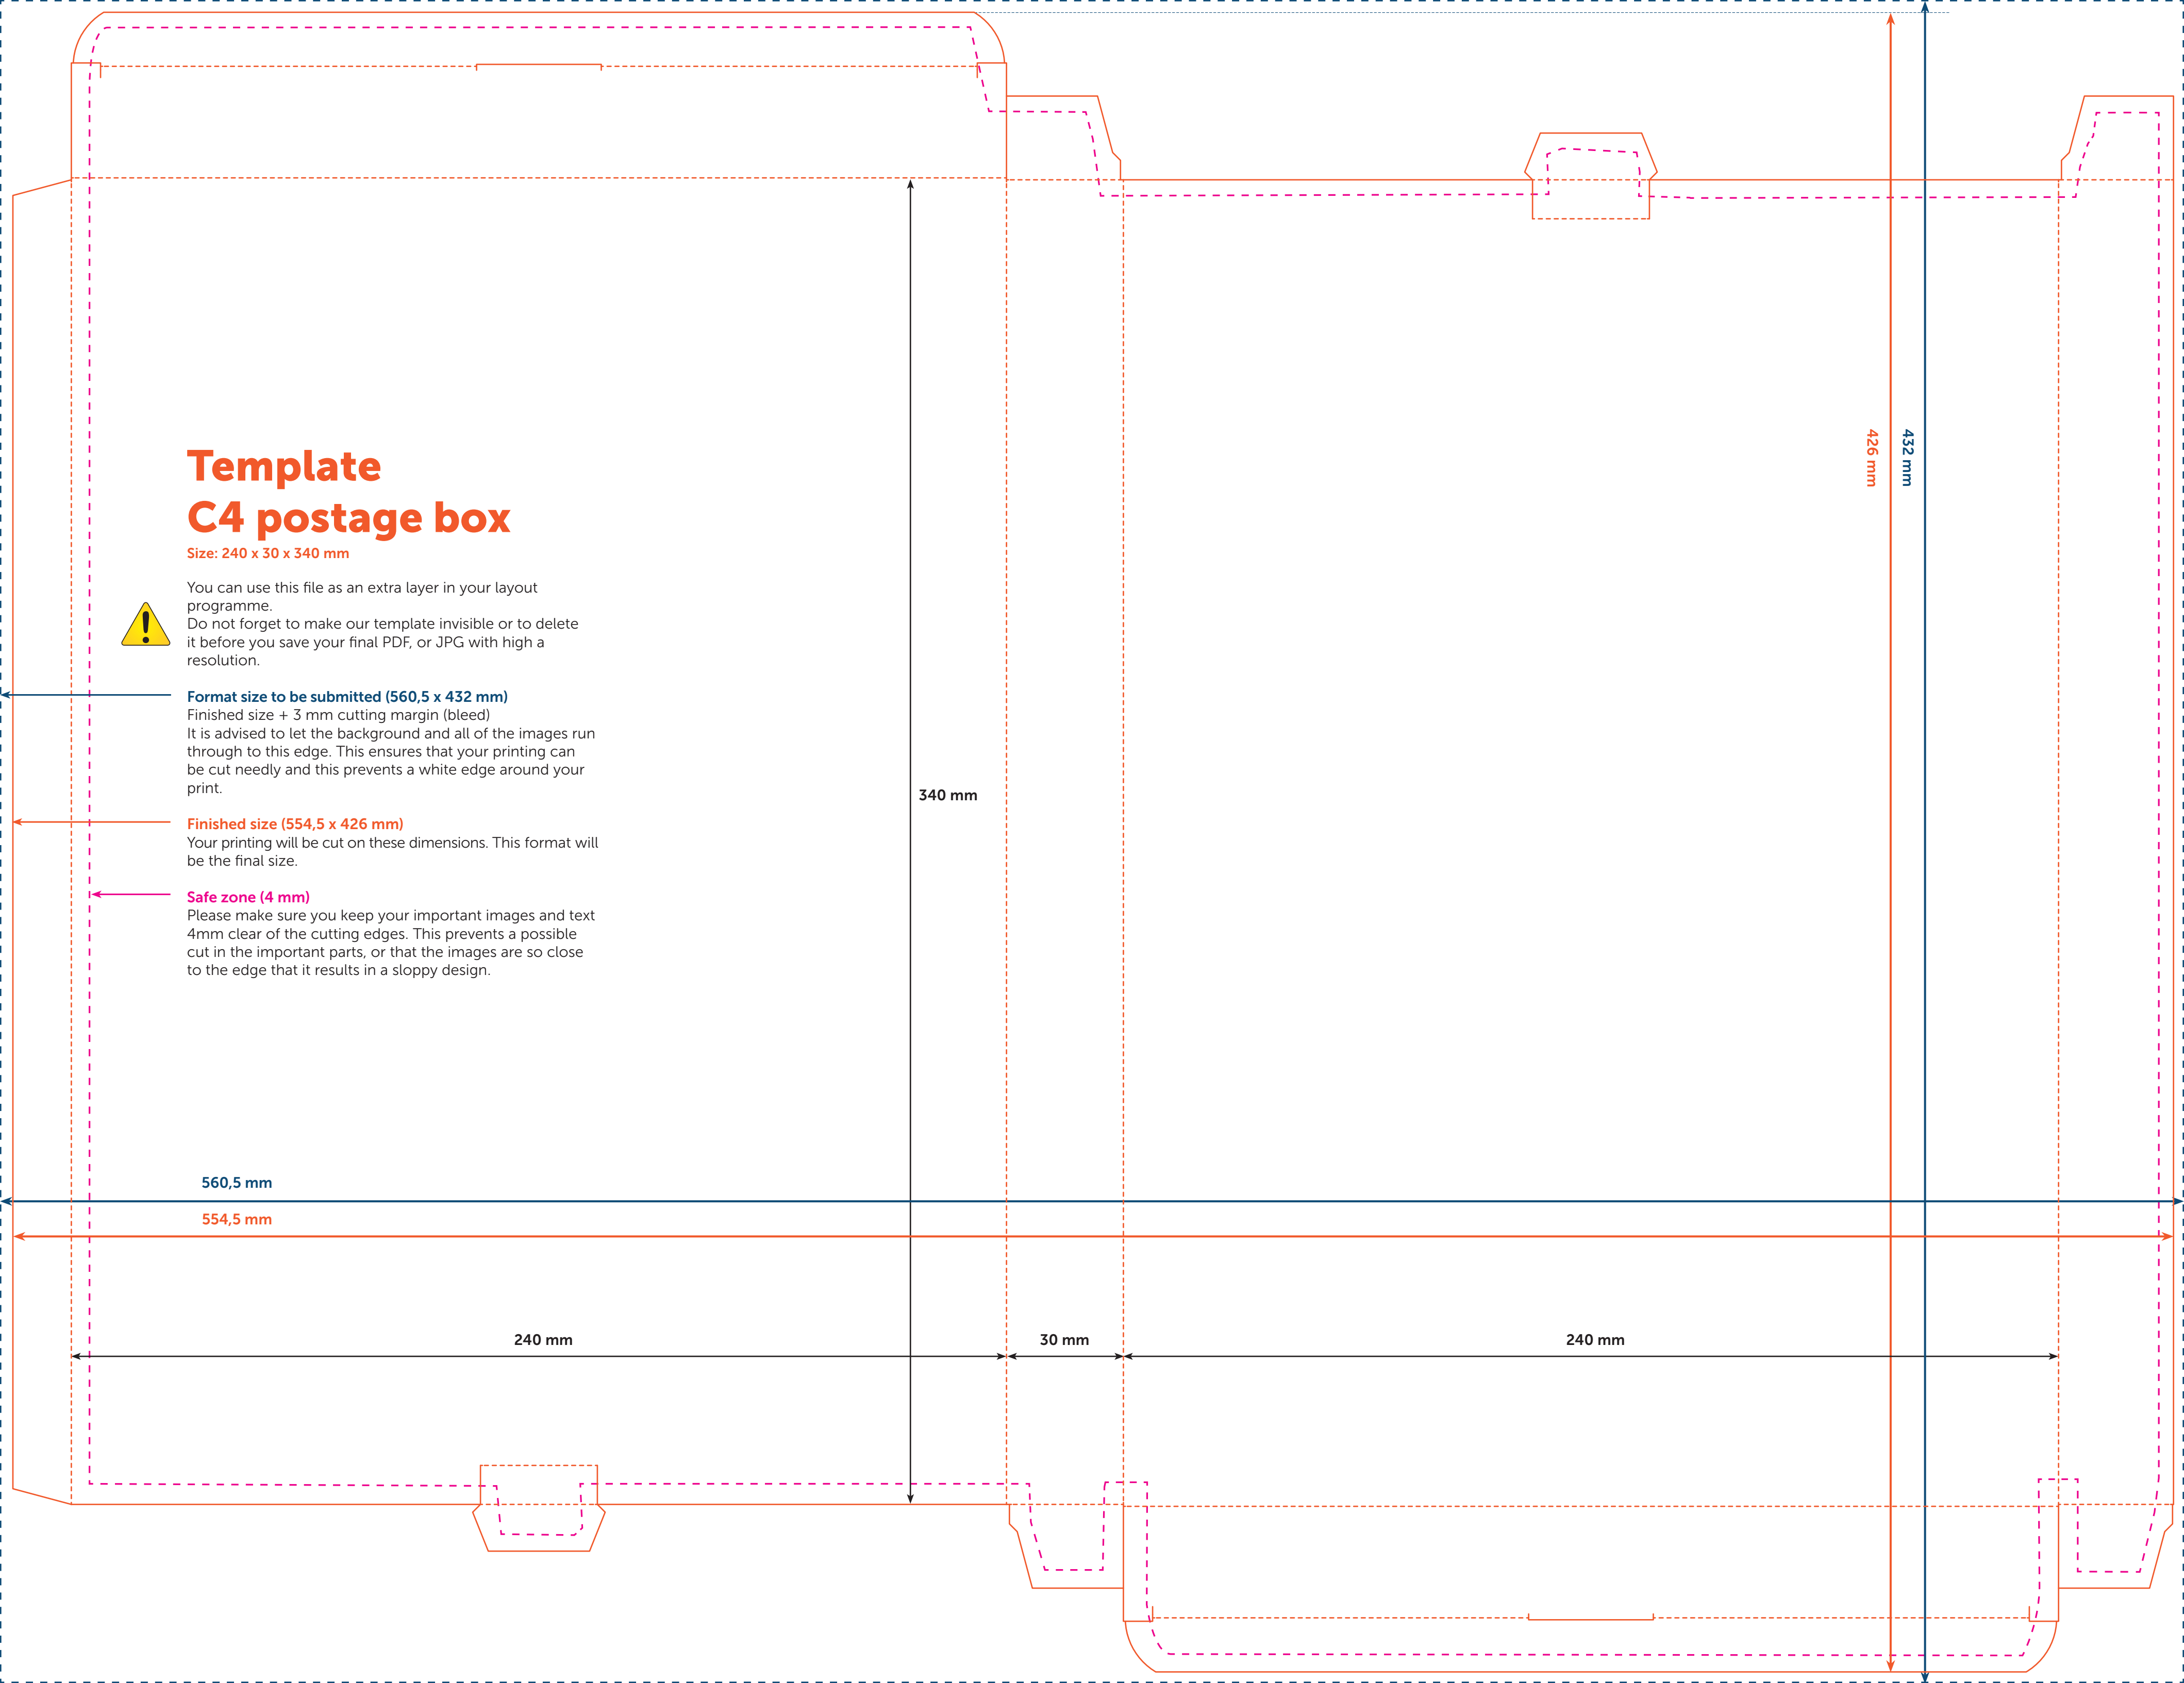 Template
C4 postage box
Size: 240 x 30 x 340 mm
You can use this file as an extra layer in your layout
programme.
Do not forget to make our template invisible or to delete
it before you save your final PDF, or JPG with high a
resolution.
Format size to be submitted (560,5 x 432 mm)
Finished size + 3 mm cutting margin (bleed)
It is advised to let the background and all of the images run
through to this edge. This ensures that your printing can
be cut needly and this prevents a white edge around your
print.
Finished size (554,5 x 426 mm)
Your printing will be cut on these dimensions. This format will
be the final size.
Safe zone (4 mm)
Please make sure you keep your important images and text
4mm clear of the cutting edges. This prevents a possible
cut in the important parts, or that the images are so close
to the edge that it results in a sloppy design.
340 mm
426 mm
432 mm
560,5 mm
554,5 mm
240 mm
30 mm
240 mm